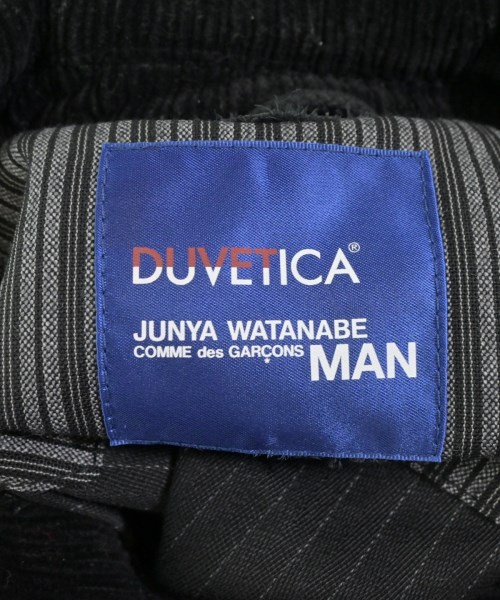 DUVETICA®
JUNYA WATANABE
COMME des GARÇONS MAN